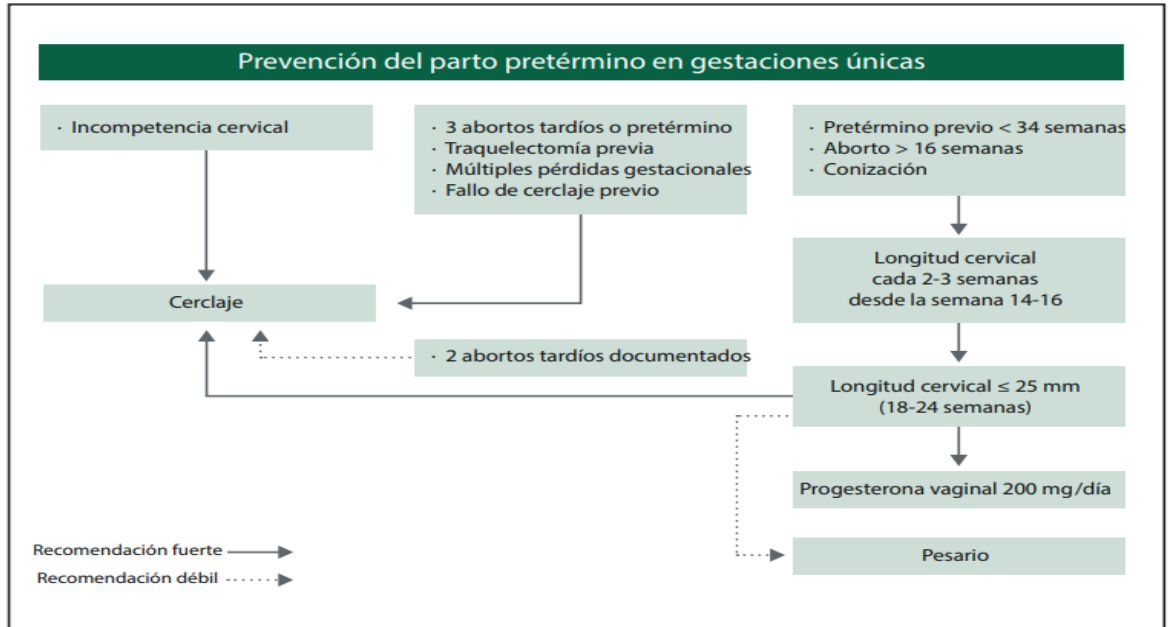 Prevención del parto pretérmino en gestaciones únicas
· Incompetencia cervical
· 3 abortos tardíos o pretérmino
· Traquelectomía previa
· Múltiples pérdidas gestacionales
· Fallo de cerclaje previo
· Pretérmino previo < 34 semanas
· Aborto > 16 semanas
· Conización
Longitud cervical
cada 2-3 semanas
desde la semana 14-16
Cerclaje
· 2 abortos tardíos documentados
Longitud cervical ≤ 25 mm
(18-24 semanas)
Progesterona vaginal 200 mg/día
Pesario
Recomendación fuerte
Recomendación débil